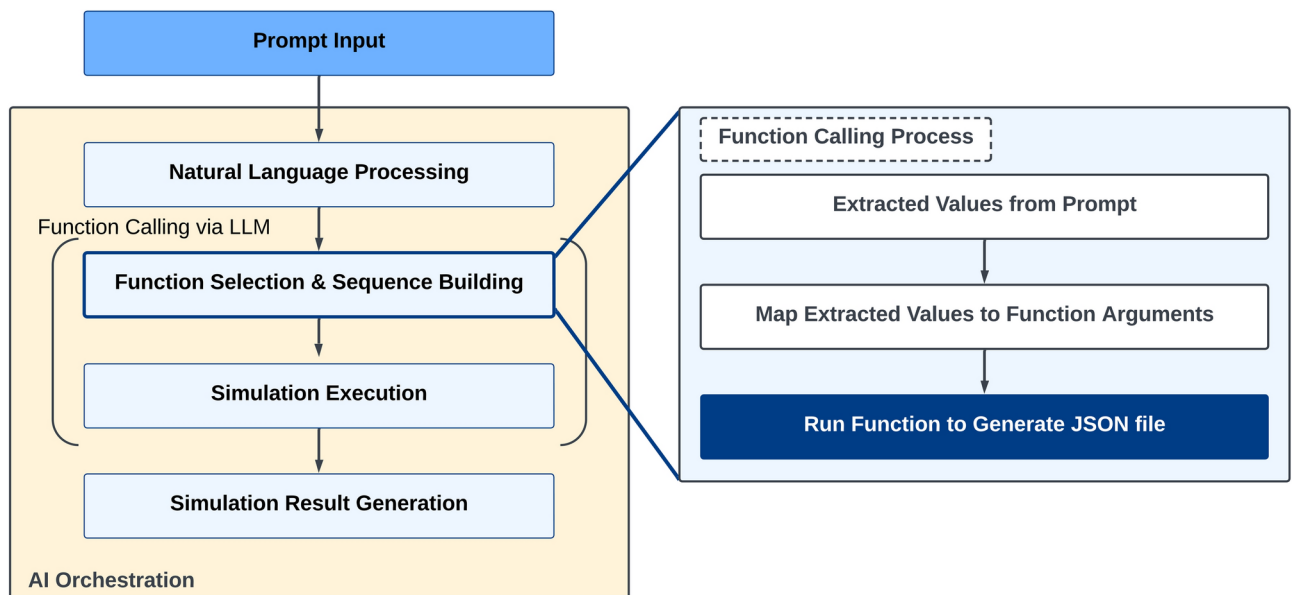 Prompt Input
Natural Language Processing
Function Calling via LLM
Function Selection & Sequence Building
Simulation Execution
Simulation Result Generation
AI Orchestration
Function Calling Process
Extracted Values from Prompt
Map Extracted Values to Function Arguments
Run Function to Generate JSON file